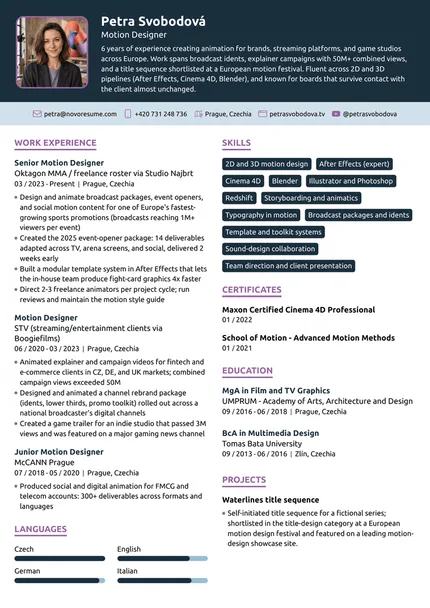 Petra Svobodová
Motion Designer
6 years of experience creating animation for brands, streaming platforms, and game studios
across Europe. Work spans broadcast idents, explainer campaigns with 50M+ combined views,
and a title sequence shortlisted at a European motion festival. Fluent across 2D and 3D
pipelines (After Effects, Cinema 4D, Blender), and known for boards that survive contact with
the client almost unchanged.
petra@novoresume.com
+420 731 248 736
Prague, Czechia
petrasvobodova.tv
@petrasvobodova
WORK EXPERIENCE
Senior Motion Designer
Oktagon MMA / freelance roster via Studio Najbrt
03 / 2023 - Present | Prague, Czechia
Design and animate broadcast packages, event openers,
and social motion content for one of Europe's fastest-
growing sports promotions (broadcasts reaching 1M+
viewers per event)
Created the 2025 event-opener package: 14 deliverables
adapted across TV, arena screens, and social, delivered 2
weeks early
Built a modular template system in After Effects that lets
the in-house team produce fight-card graphics 4x faster
Direct 2-3 freelance animators per project cycle; run
reviews and maintain the motion style guide
Motion Designer
STV (streaming/entertainment clients via
Boogiefilms)
06 / 2020 - 03 / 2023 | Prague, Czechia
Animated explainer and campaign videos for fintech and
e-commerce clients in CZ, DE, and UK markets; combined
campaign views exceeded 50M
Designed and animated a channel rebrand package
(idents, lower thirds, promo toolkit) rolled out across a
national broadcaster's digital channels
Created a game trailer for an indie studio that passed 3M
views and was featured on a major gaming news channel
Junior Motion Designer
McCANN Prague
07 / 2018 - 05 / 2020 | Prague, Czechia
Produced social and digital animation for FMCG and
telecom accounts: 300+ deliverables across formats and
languages
LANGUAGES
Czech
English
German
Italian
SKILLS
2D and 3D motion design
After Effects (expert)
Cinema 4D
Blender
Illustrator and Photoshop
Redshift
Storyboarding and animatics
Typography in motion
Broadcast packages and idents
Template and toolkit systems
Sound-design collaboration
Team direction and client presentation
CERTIFICATES
Maxon Certified Cinema 4D Professional
01 / 2022
School of Motion - Advanced Motion Methods
01 / 2021
EDUCATION
MgA in Film and TV Graphics
UMPRUM - Academy of Arts, Architecture and Design
09 / 2016 - 06 / 2018 | Prague, Czechia
BcA in Multimedia Design
Tomas Bata University
09 / 2013 - 06 / 2016 | Zlín, Czechia
PROJECTS
Waterlines title sequence
Self-initiated title sequence for a fictional series;
shortlisted in the title-design category at a European
motion design festival and featured on a leading motion-
design showcase site.